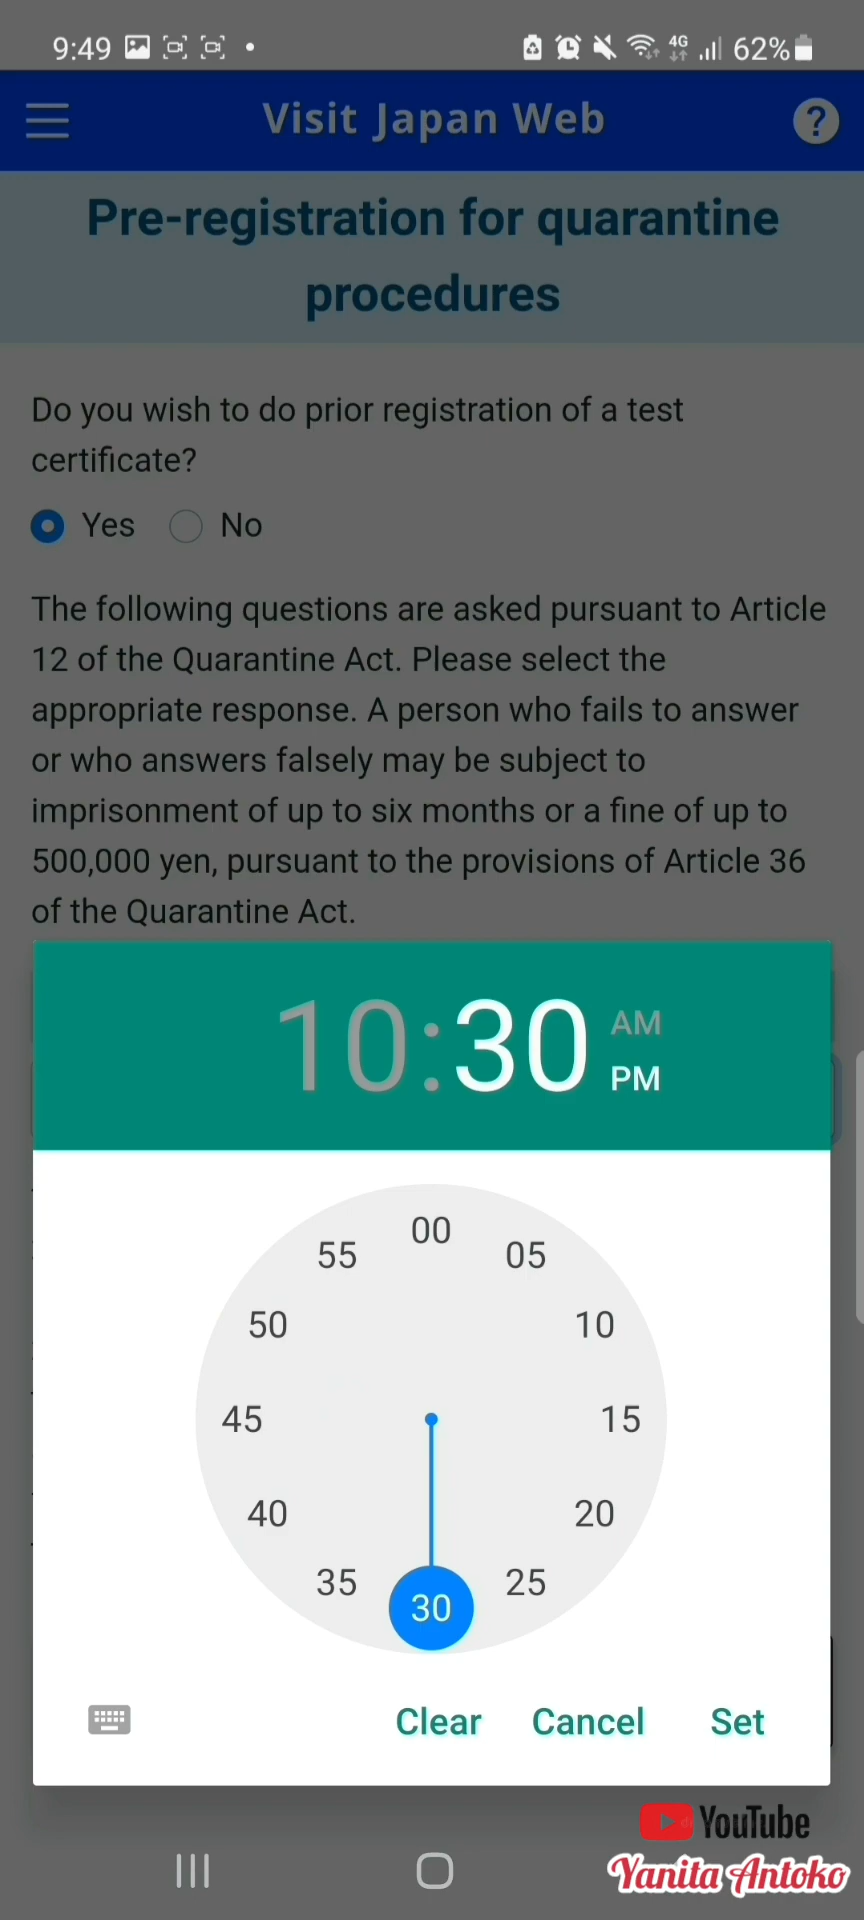 9:49 4G 62%
Visit Japan Web ?
Pre-registration for quarantine
procedures
Do you wish to do prior registration of a test
certificate?
Yes No
The following questions are asked pursuant to Article
12 of the Quarantine Act. Please select the
appropriate response. A person who fails to answer
or who answers falsely may be subject to
imprisonment of up to six months or a fine of up to
500,000 yen, pursuant to the provisions of Article 36
of the Quarantine Act.
10:30 AM
PM
00
55 05
50 10
45 15
40 20
35 25
30
Clear Cancel Set
YouTube
Yanita Antoko